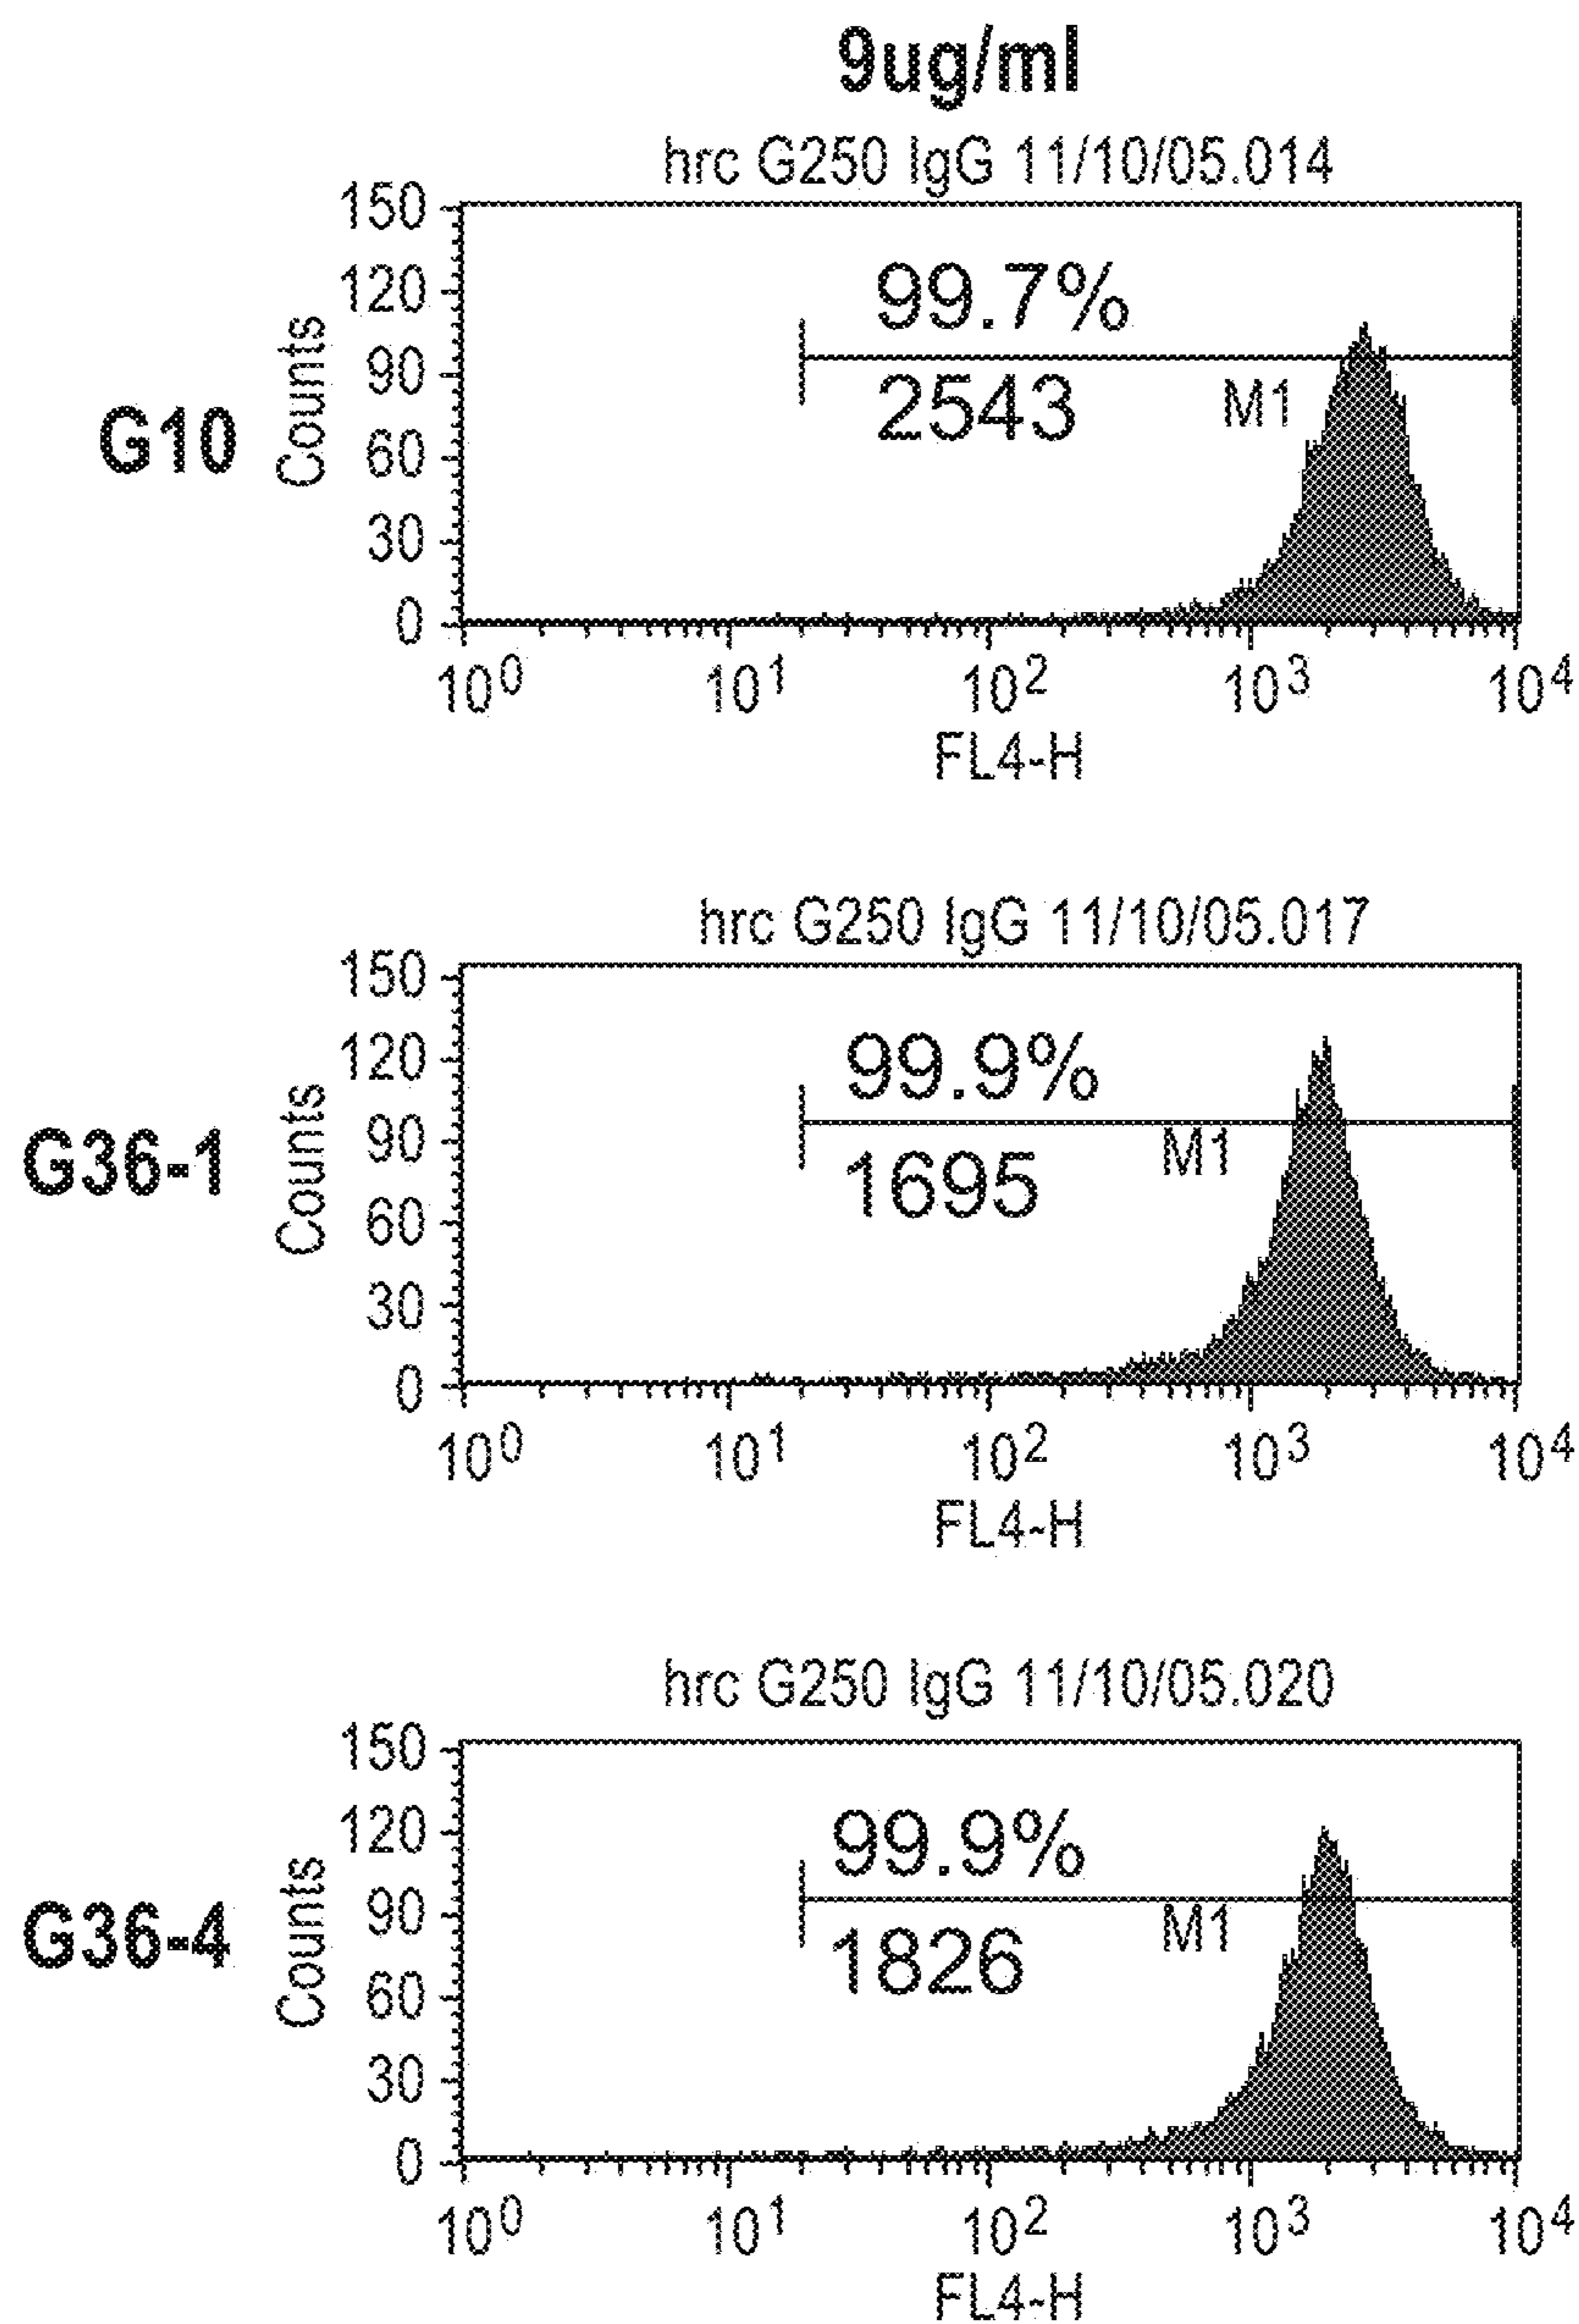 9ug/ml
hrc G250 IgG 11/10/05.014
G10
Counts
150
120
90
60
30
0
99.7%
2543
M1
10^0 10^1 10^2 10^3 10^4
FL4-H
hrc G250 IgG 11/10/05.017
G36-1
Counts
150
120
90
60
30
0
99.9%
1695
M1
10^0 10^1 10^2 10^3 10^4
FL4-H
hrc G250 IgG 11/10/05.020
G36-4
Counts
150
120
90
60
30
0
99.9%
1826
M1
10^0 10^1 10^2 10^3 10^4
FL4-H